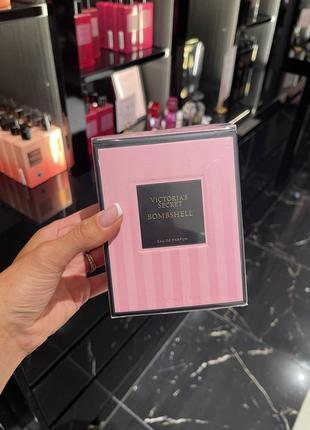 VICTORIA'S
SECRET
BOMBSHELL
EAU DE PARFUM